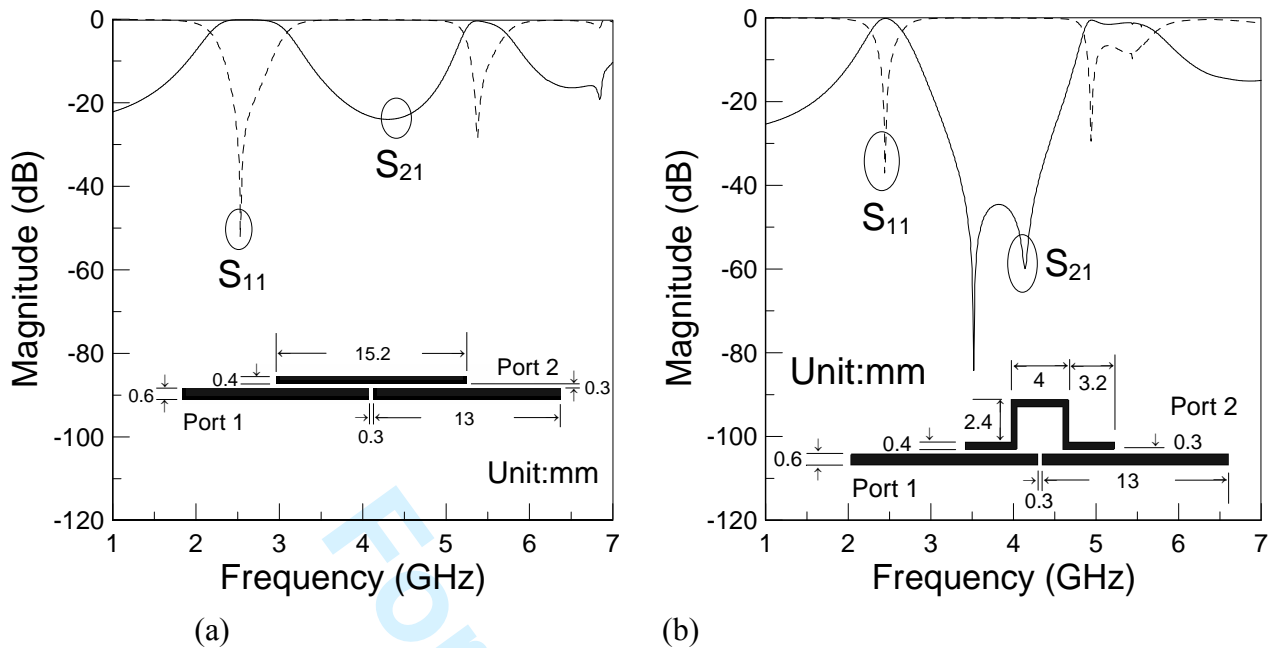 0
-20
-40
-60
-80
-100
-120
Magnitude (dB)
S21
S11
15.2
Port 2
0.4
0.6
0.3
Port 1
0.3
13
Unit:mm
1 2 3 4 5 6 7
Frequency (GHz)
(a)
0
-20
-40
-60
-80
-100
-120
Magnitude (dB)
S11
S21
Unit:mm
4
3.2
2.4
Port 2
0.4
0.3
0.6
Port 1
0.3
13
1 2 3 4 5 6 7
Frequency (GHz)
(b)
For